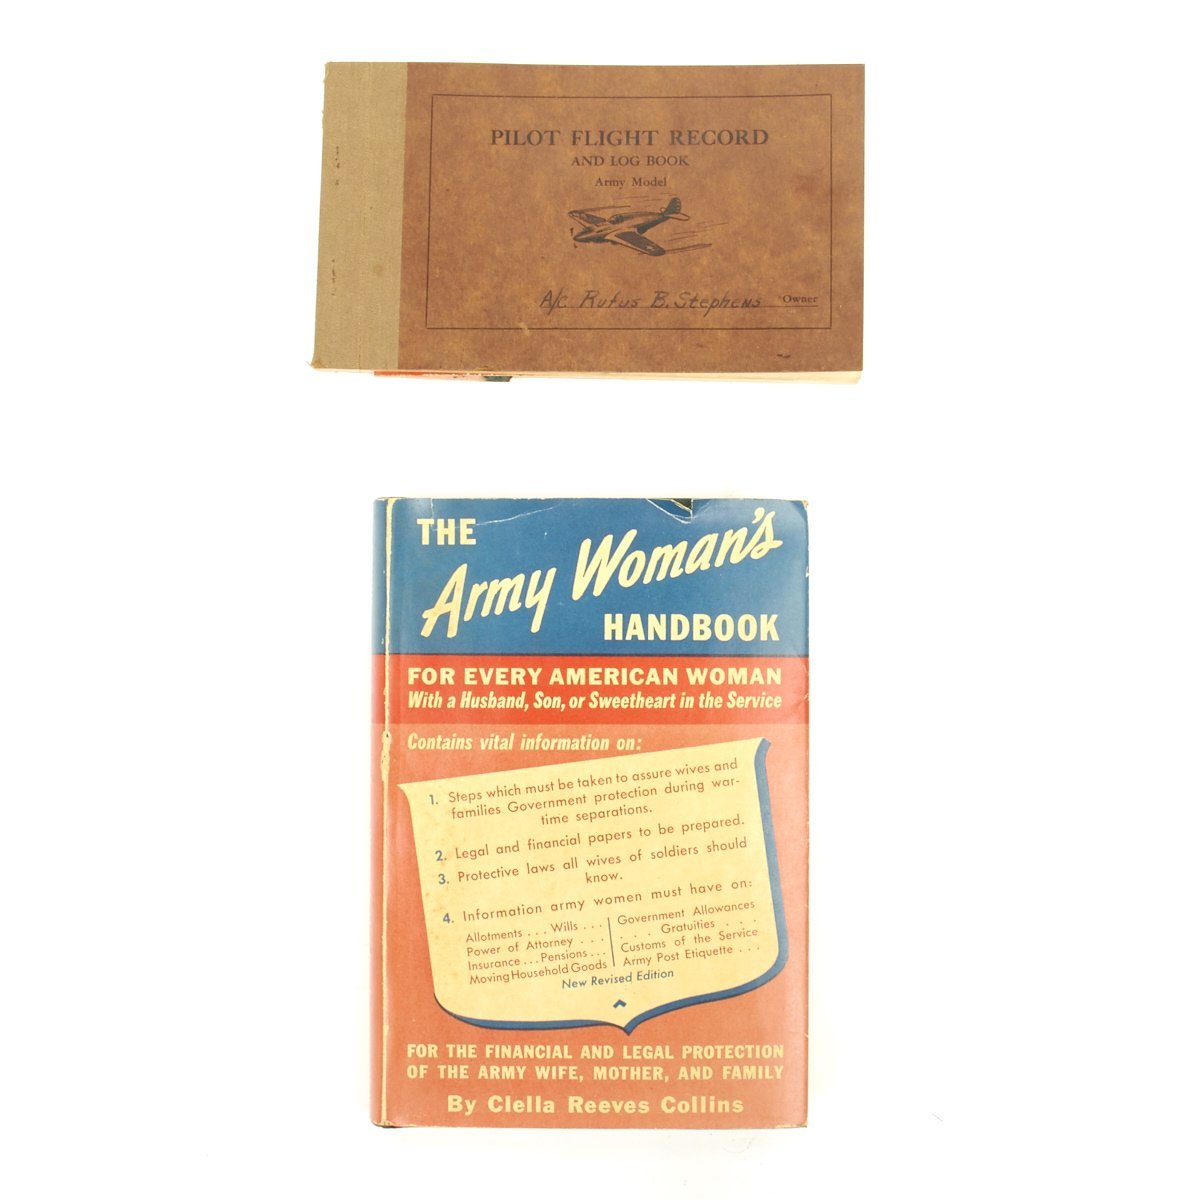 PILOT FLIGHT RECORD
AND LOG BOOK
Army Model
A/C Rufus B. Stephens Owner
THE
Army Woman's
HANDBOOK
FOR EVERY AMERICAN WOMAN
With a Husband, Son, or Sweetheart in the Service
Contains vital information on:
1. Steps which must be taken to assure wives and
families Government protection during war-
time separations.
2. Legal and financial papers to be prepared.
3. Protective laws all wives of soldiers should
know.
4. Information army women must have on:
Allotments . . . Wills . . .
Power of Attorney . . .
Insurance . . . Pensions . . .
Moving Household Goods
Government Allowances
. . . Gratuities . . .
Customs of the Service
Army Post Etiquette . . .
New Revised Edition
FOR THE FINANCIAL AND LEGAL PROTECTION
OF THE ARMY WIFE, MOTHER, AND FAMILY
By Clella Reeves Collins